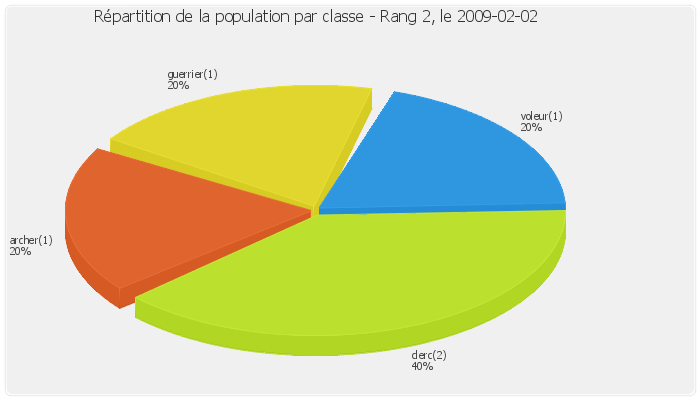 Répartition de la population par classe - Rang 2, le 2009-02-02
guerrier(1)
20%
voleur(1)
20%
archer(1)
20%
clerc(2)
40%